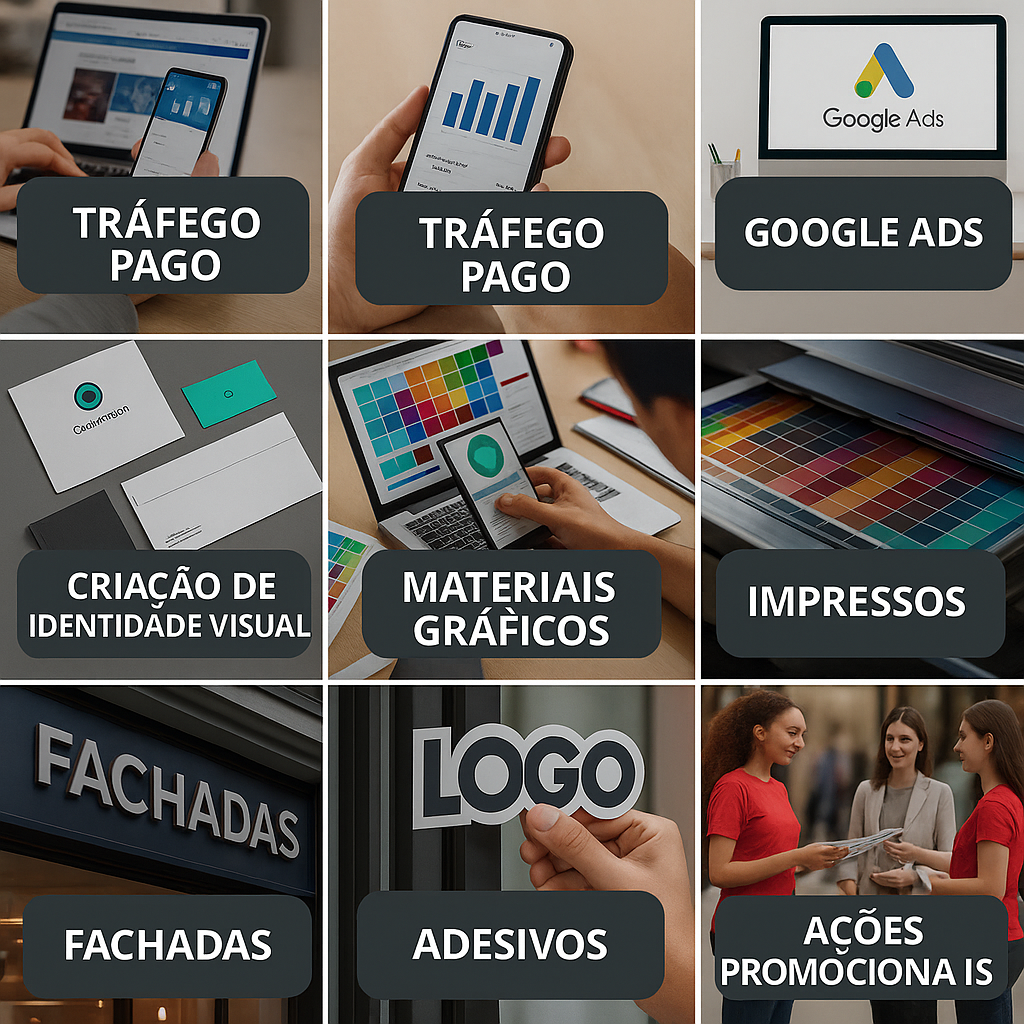 TRÁFEGO
PAGO
TRÁFEGO
PAGO
Google Ads
GOOGLE ADS
CRIAÇÃO DE
IDENTIDADE VISUAL
MATERIAIS
GRÁFICOS
IMPRESSOS
FACHADAS
FACHADAS
LOGO
ADESIVOS
AÇÕES
PROMOCIONA IS